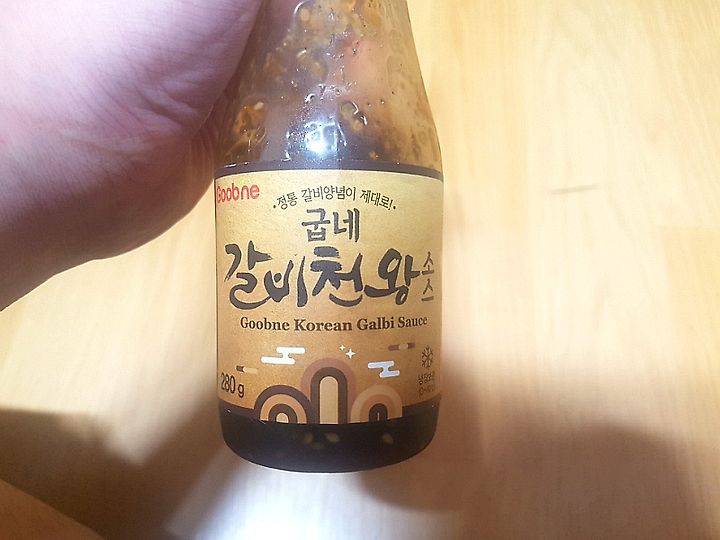 Goobne
•정통 갈비양념이 제대로!•
굽네
갈비천왕 소스
Goobne Korean Galbi Sauce
280 g